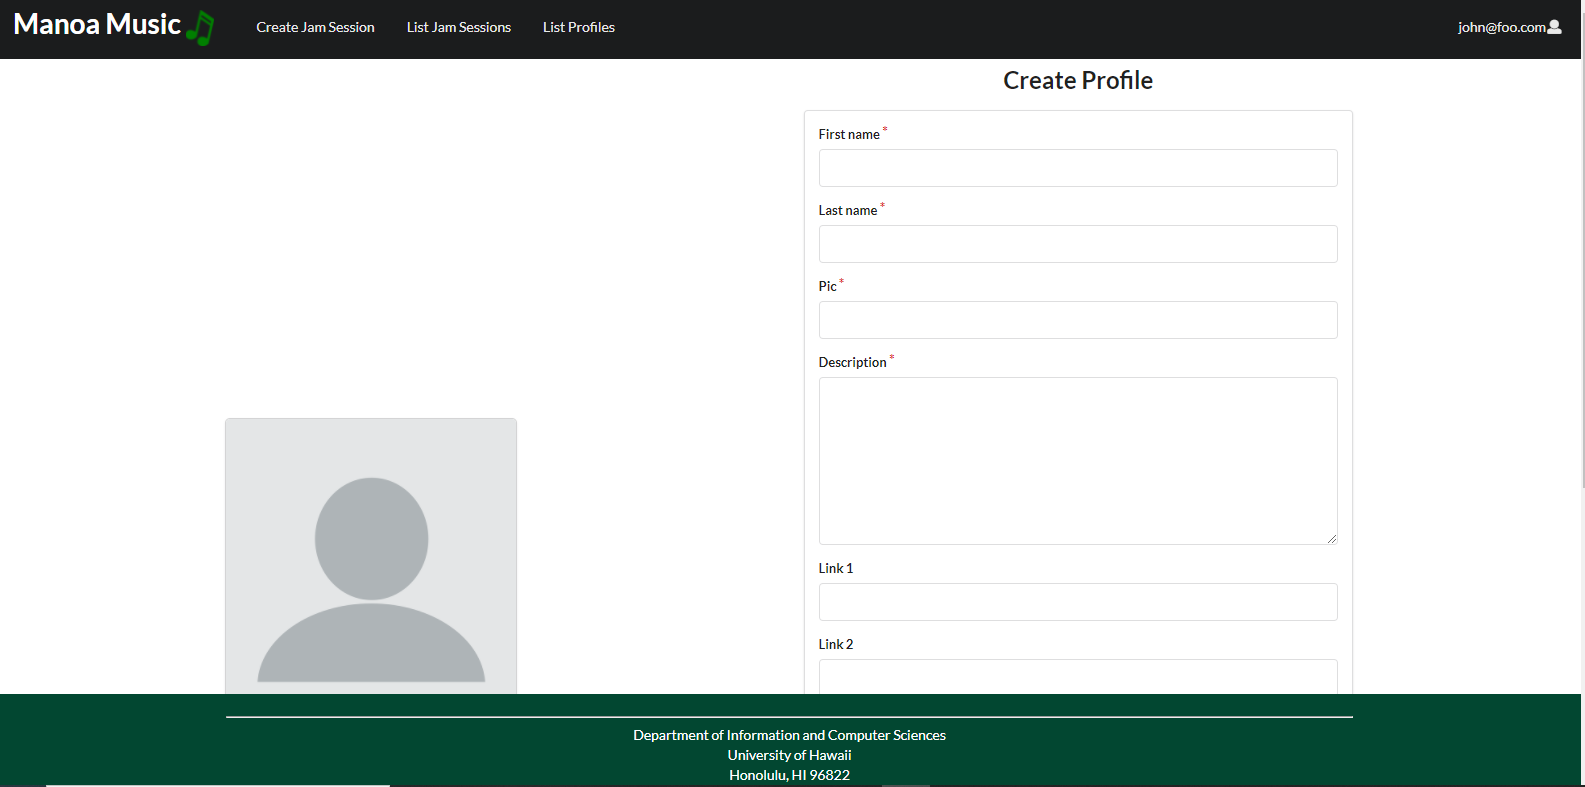 Manoa Music
Create Jam Session
List Jam Sessions
List Profiles
john@foo.com
Create Profile
First name *
Last name *
Pic *
Description *
Link 1
Link 2
Department of Information and Computer Sciences
University of Hawaii
Honolulu, HI 96822